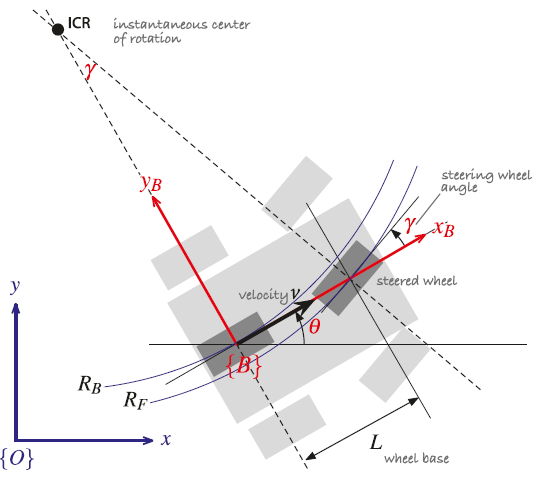 ICR
instantaneous center
of rotation
γ
y_B
steering wheel
angle
γ
x_B
steered wheel
velocity v
θ
y
{B}
R_B
R_F
x
{O}
L
wheel base